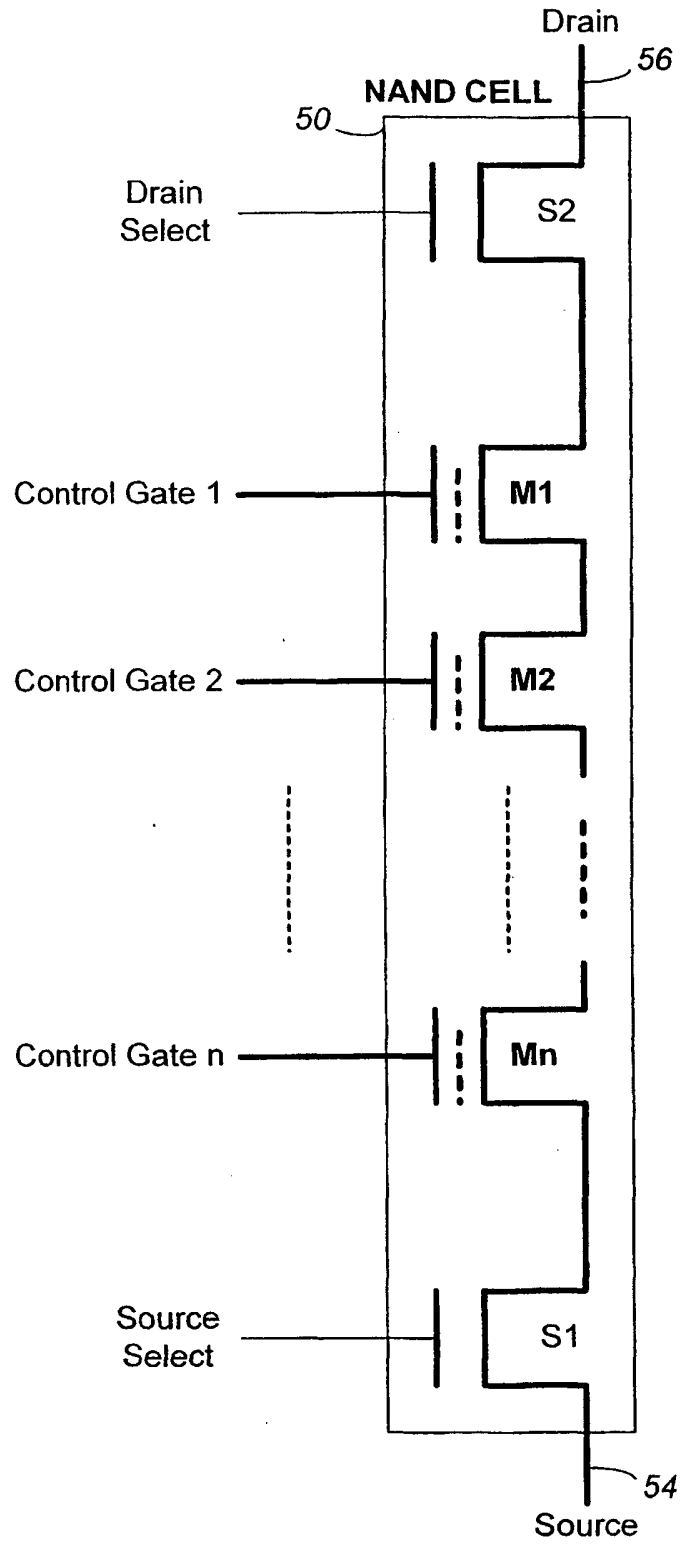 Drain
56
NAND CELL
50
Drain
Select
S2
Control Gate 1
M1
Control Gate 2
M2
Control Gate n
Mn
Source
Select
S1
54
Source